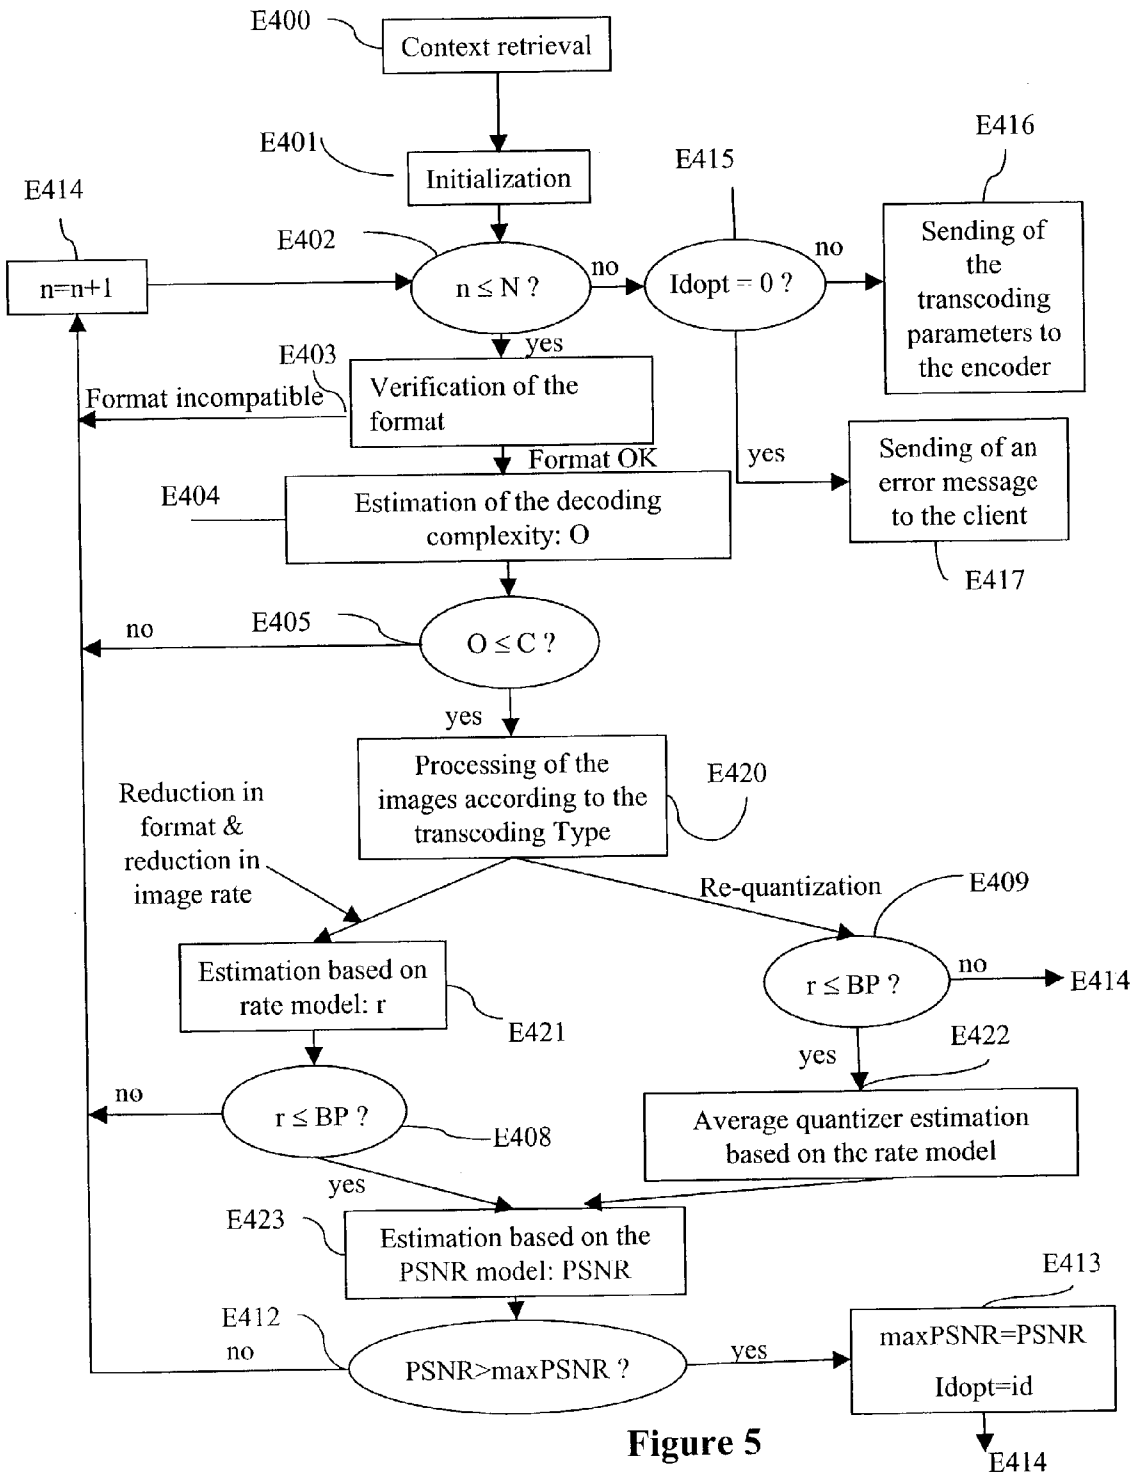 E400
Context retrieval
E401
Initialization
E414
n=n+1
E402
n ≤ N ?
no
E415
Idopt = 0 ?
no
E416
Sending of
the
transcoding
parameters to
the encoder
yes
E403
Format incompatible
Verification of the
format
yes
Sending of an
error message
to the client
E417
Format OK
E404
Estimation of the decoding
complexity: O
no
E405
O ≤ C ?
yes
Processing of the
images according to the
transcoding Type
E420
Reduction in
format &
reduction in
image rate
Re-quantization
E409
Estimation based on
rate model: r
E421
r ≤ BP ?
no
E414
yes
E422
no
r ≤ BP ?
E408
Average quantizer estimation
based on the rate model
yes
E423
Estimation based on the
PSNR model: PSNR
E412
no
PSNR>maxPSNR ?
yes
E413
maxPSNR=PSNR
Idopt=id
E414
Figure 5